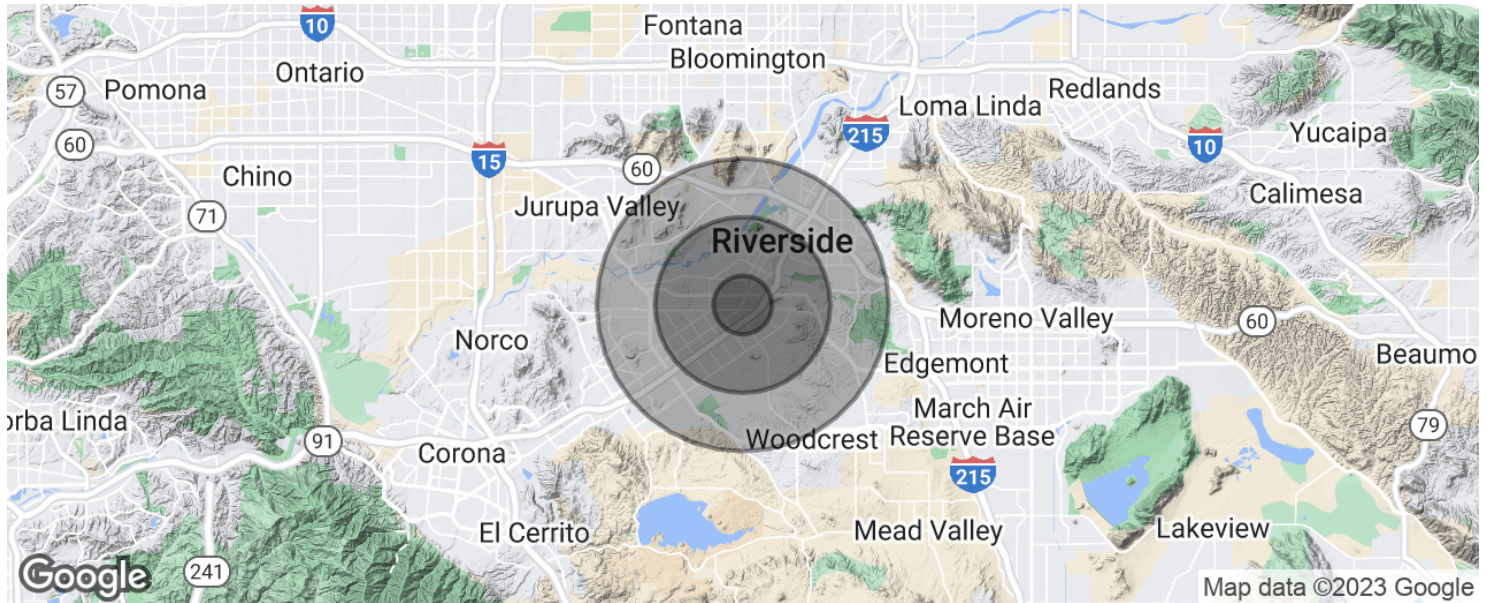 Fontana
10
Bloomington
Ontario
Pomona
57
Redlands
Loma Linda
215
Yucaipa
60
10
15
60
Chino
Calimesa
Jurupa Valley
71
Riverside
Moreno Valley
60
Norco
Beaumo
Edgemont
March Air
Reserve Base
orba Linda
79
91
Woodcrest
Corona
215
El Cerrito
Mead Valley
Lakeview
241
Google
Map data ©2023 Google